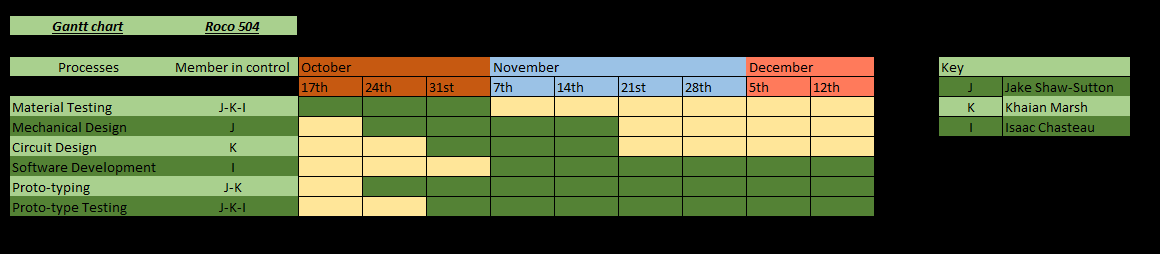 Gantt chart Roco 504
Processes Member in control October November December Key
17th 24th 31st 7th 14th 21st 28th 5th 12th J Jake Shaw-Sutton
Material Testing J-K-I K Khaian Marsh
Mechanical Design J I Isaac Chasteau
Circuit Design K
Software Development I
Proto-typing J-K
Proto-type Testing J-K-I